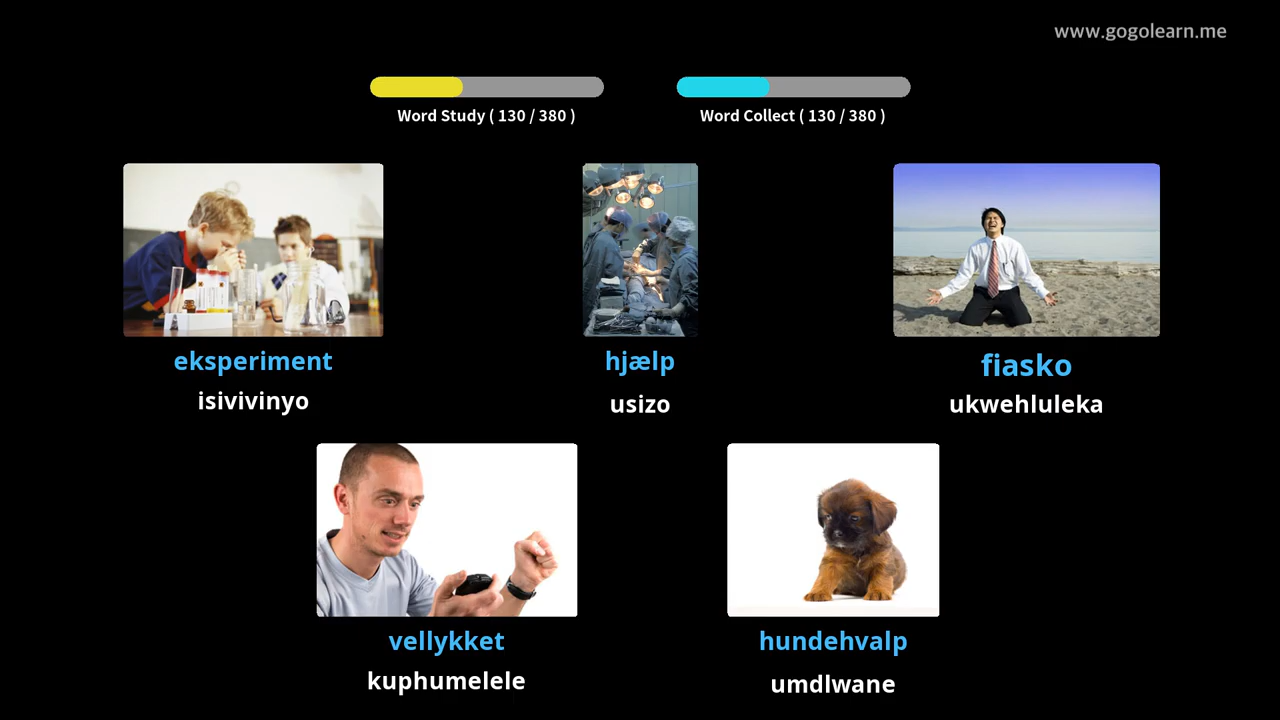 www.gogolearn.me
Word Study ( 130 / 380 )
Word Collect ( 130 / 380 )
eksperiment
isivivinyo
hjælp
usizo
fiasko
ukwehluleka
vellykket
kuphumelele
hundehvalp
umdlwane